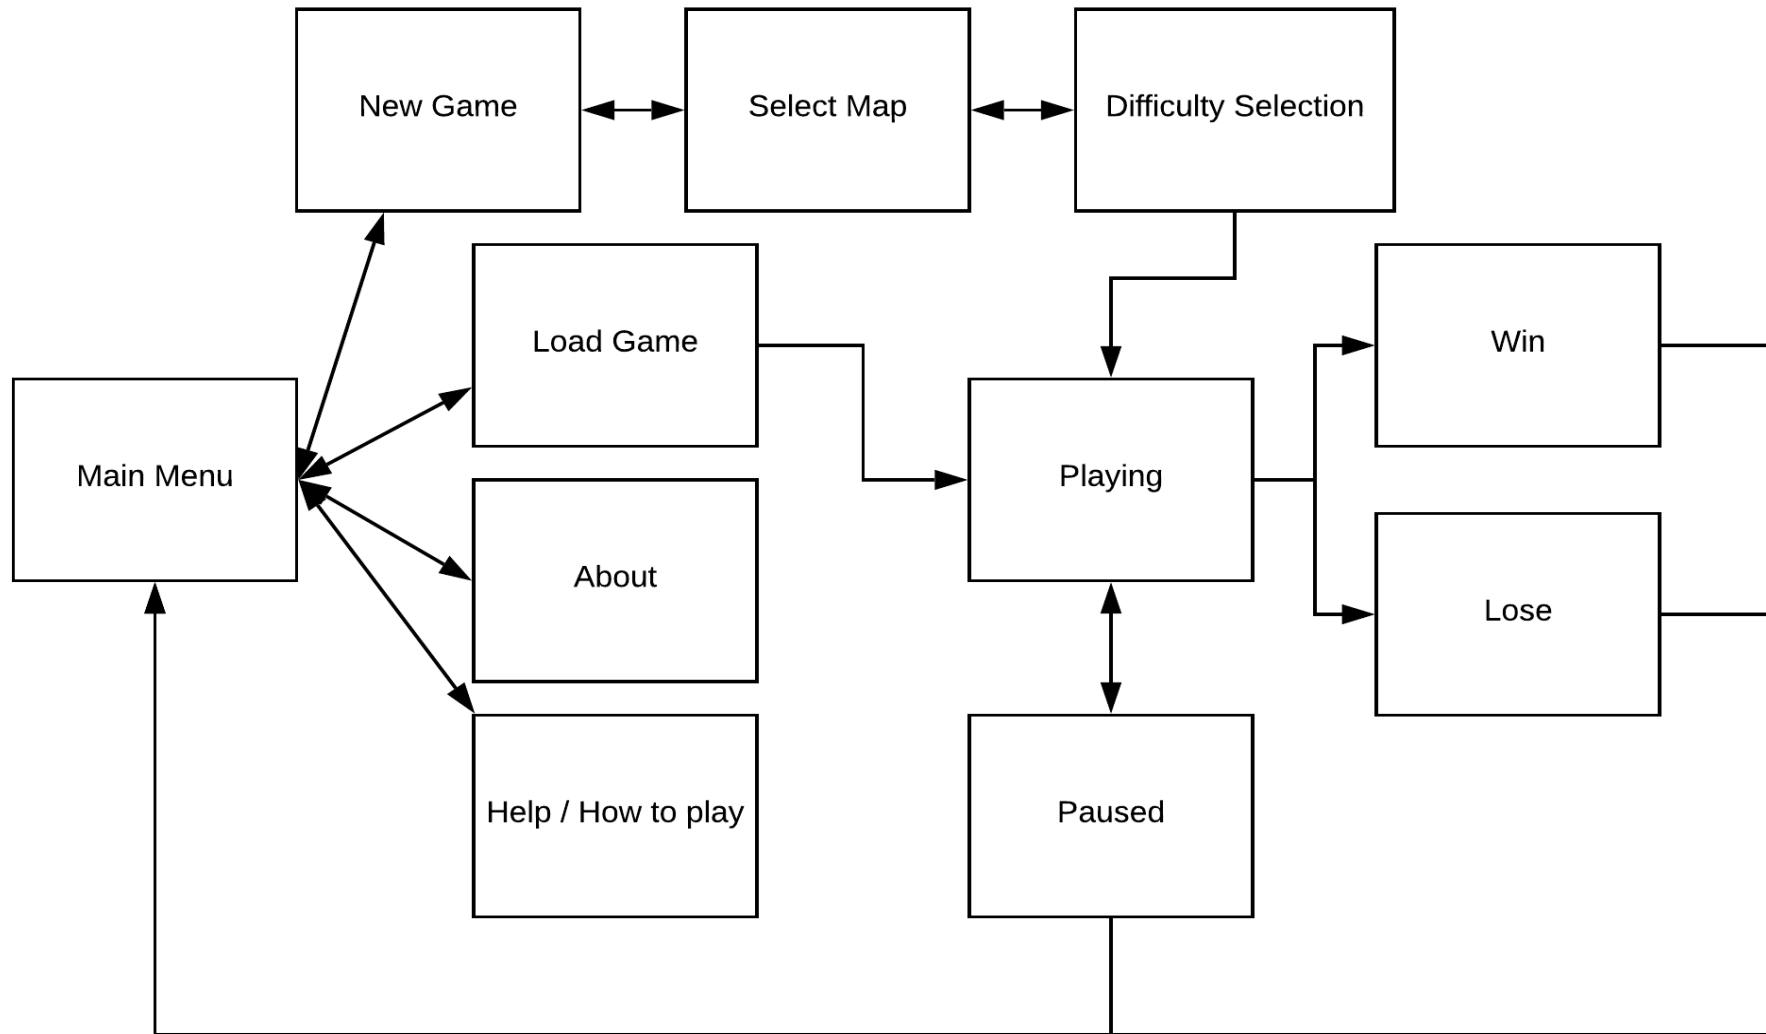 New Game
Select Map
Difficulty Selection
Load Game
Win
Main Menu
Playing
About
Lose
Help / How to play
Paused